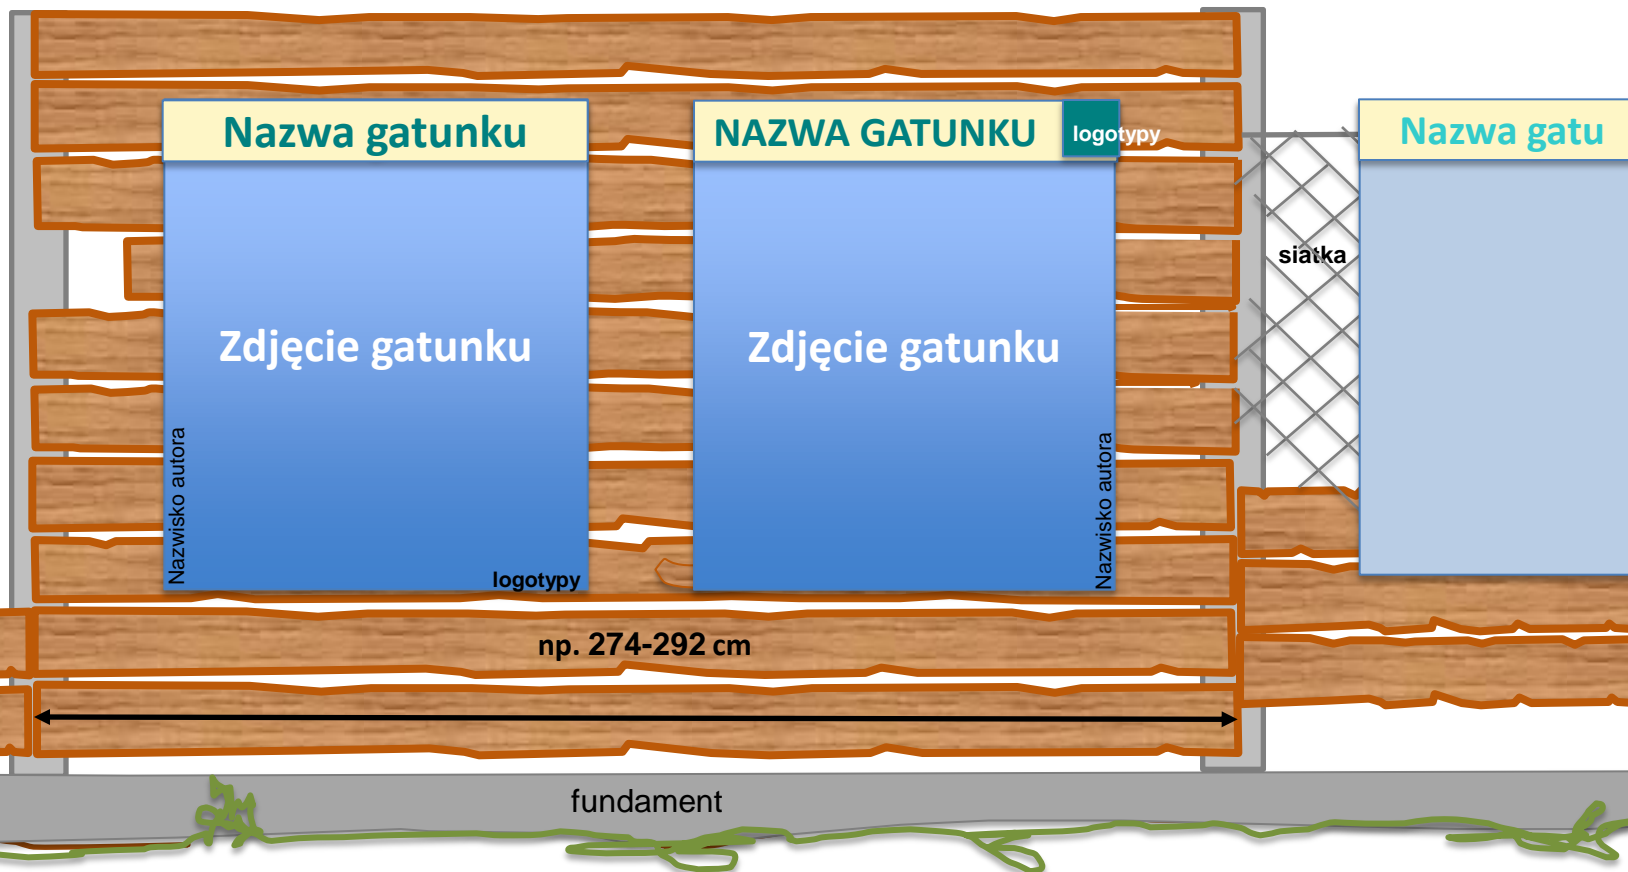 Nazwa gatunku
NAZWA GATUNKU
logotypy
Nazwa gatu
siatka
Zdjęcie gatunku
Zdjęcie gatunku
Nazwisko autora
logotypy
Nazwisko autora
np. 274-292 cm
fundament